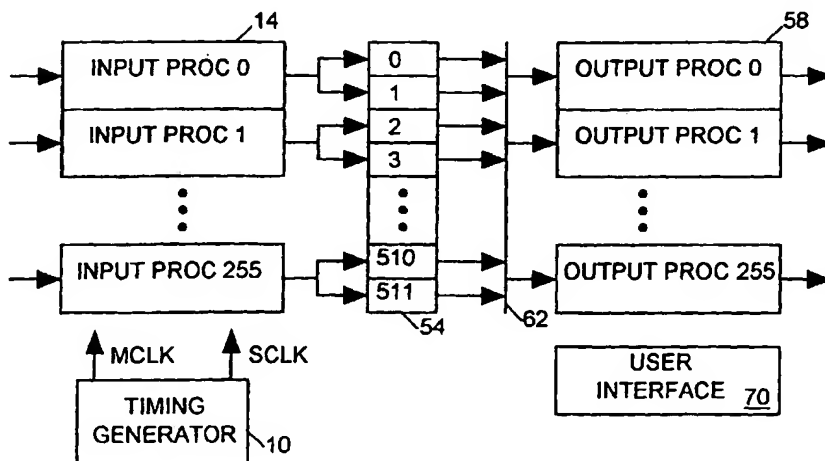 14
58
INPUT PROC 0
0
OUTPUT PROC 0
1
INPUT PROC 1
2
OUTPUT PROC 1
3
INPUT PROC 255
510
OUTPUT PROC 255
511
54
62
MCLK
SCLK
USER
INTERFACE
70
TIMING
GENERATOR
10